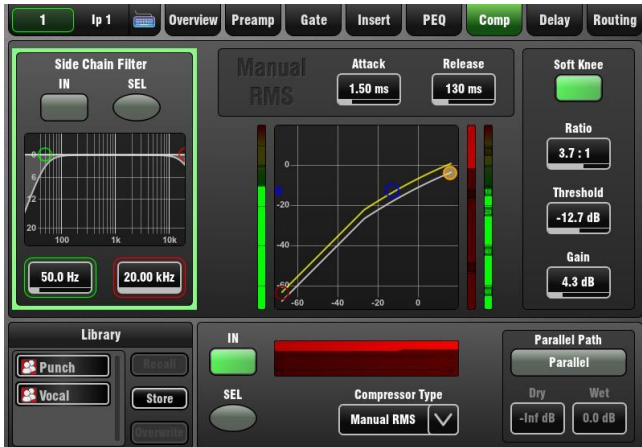 1 Ip 1 Overview Preamp Gate Insert PEQ Comp Delay Routing
Side Chain Filter
IN SEL
0
6
12
20
100 1k 10k
50.0 Hz 20.00 kHz
Manual
RMS
Attack Release
1.50 ms 130 ms
0
-20
-40
-60
-60 -40 -20 0
Soft Knee
Ratio
3.7 : 1
Threshold
-12.7 dB
Gain
4.3 dB
Library
Punch
Vocal
Recall
Store
Overwrite
IN
SEL
Compressor Type
Manual RMS
Parallel Path
Parallel
Dry Wet
-Inf dB 0.0 dB